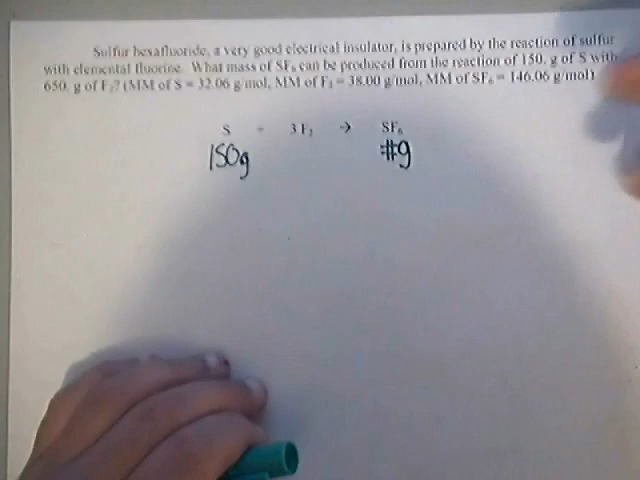 Sulfur hexafluoride, a very good electrical insulator, is prepared by the reaction of sulfur
with elemental fluorine. What mass of SF₆ can be produced from the reaction of 150. g of S with
650. g of F₂? (MM of S = 32.06 g/mol, MM of F₂ = 38.00 g/mol, MM of SF₆ = 146.06 g/mol)
S + 3 F₂ → SF₆
150g #g